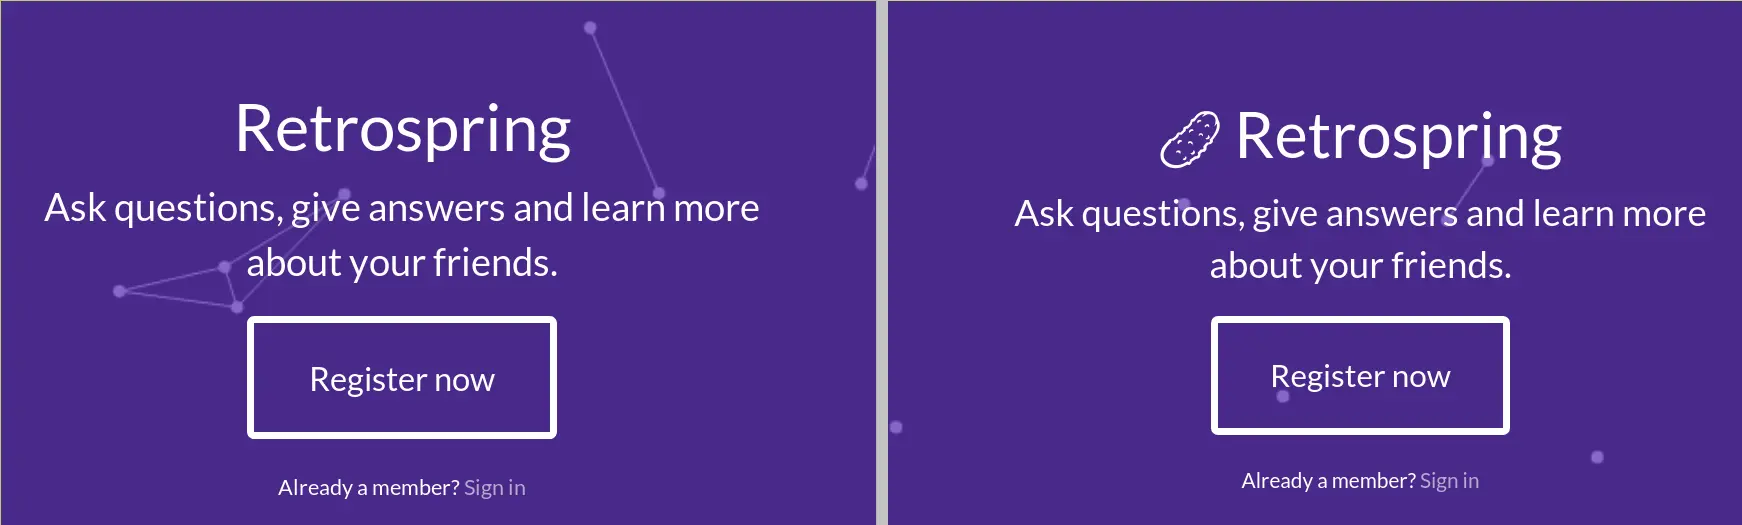 Retrospring
Ask questions, give answers and learn more
about your friends.
Register now
Already a member? Sign in
Retrospring
Ask questions, give answers and learn more
about your friends.
Register now
Already a member? Sign in